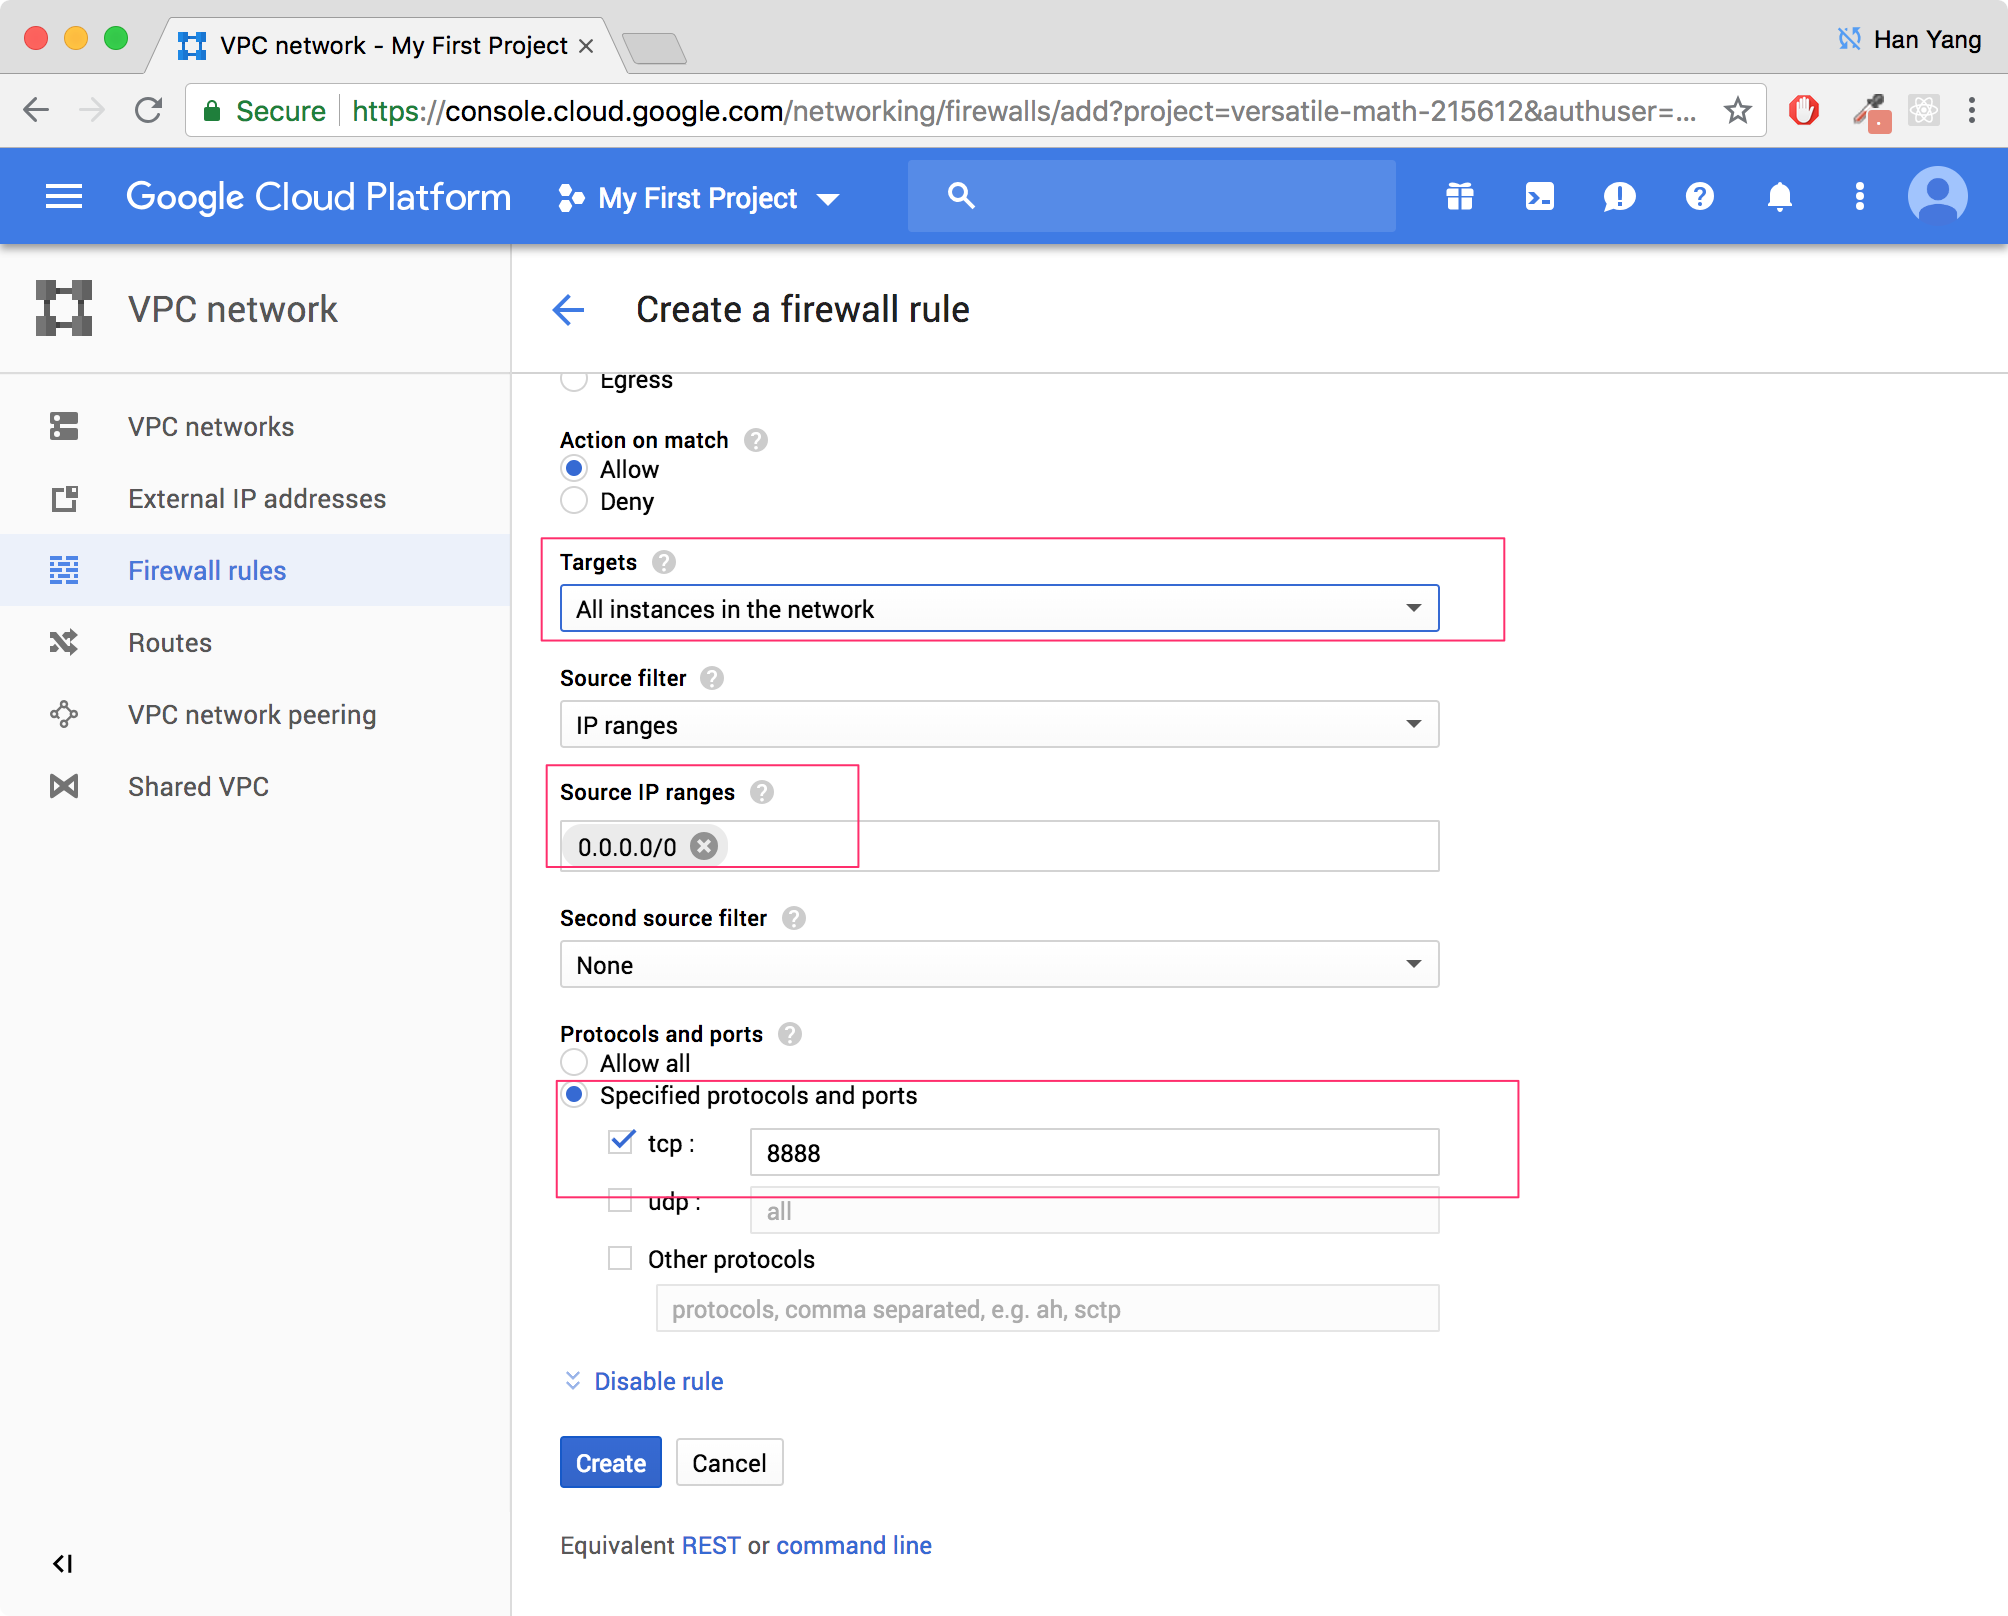 VPC network - My First Project
Han Yang
Secure https://console.cloud.google.com/networking/firewalls/add?project=versatile-math-215612&authuser=...
Google Cloud Platform My First Project
VPC network
Create a firewall rule
VPC networks
External IP addresses
Firewall rules
Routes
VPC network peering
Shared VPC
Egress
Action on match
Allow
Deny
Targets
All instances in the network
Source filter
IP ranges
Source IP ranges
0.0.0.0/0
Second source filter
None
Protocols and ports
Allow all
Specified protocols and ports
tcp : 8888
udp : all
Other protocols
protocols, comma separated, e.g. ah, sctp
Disable rule
Create Cancel
Equivalent REST or command line